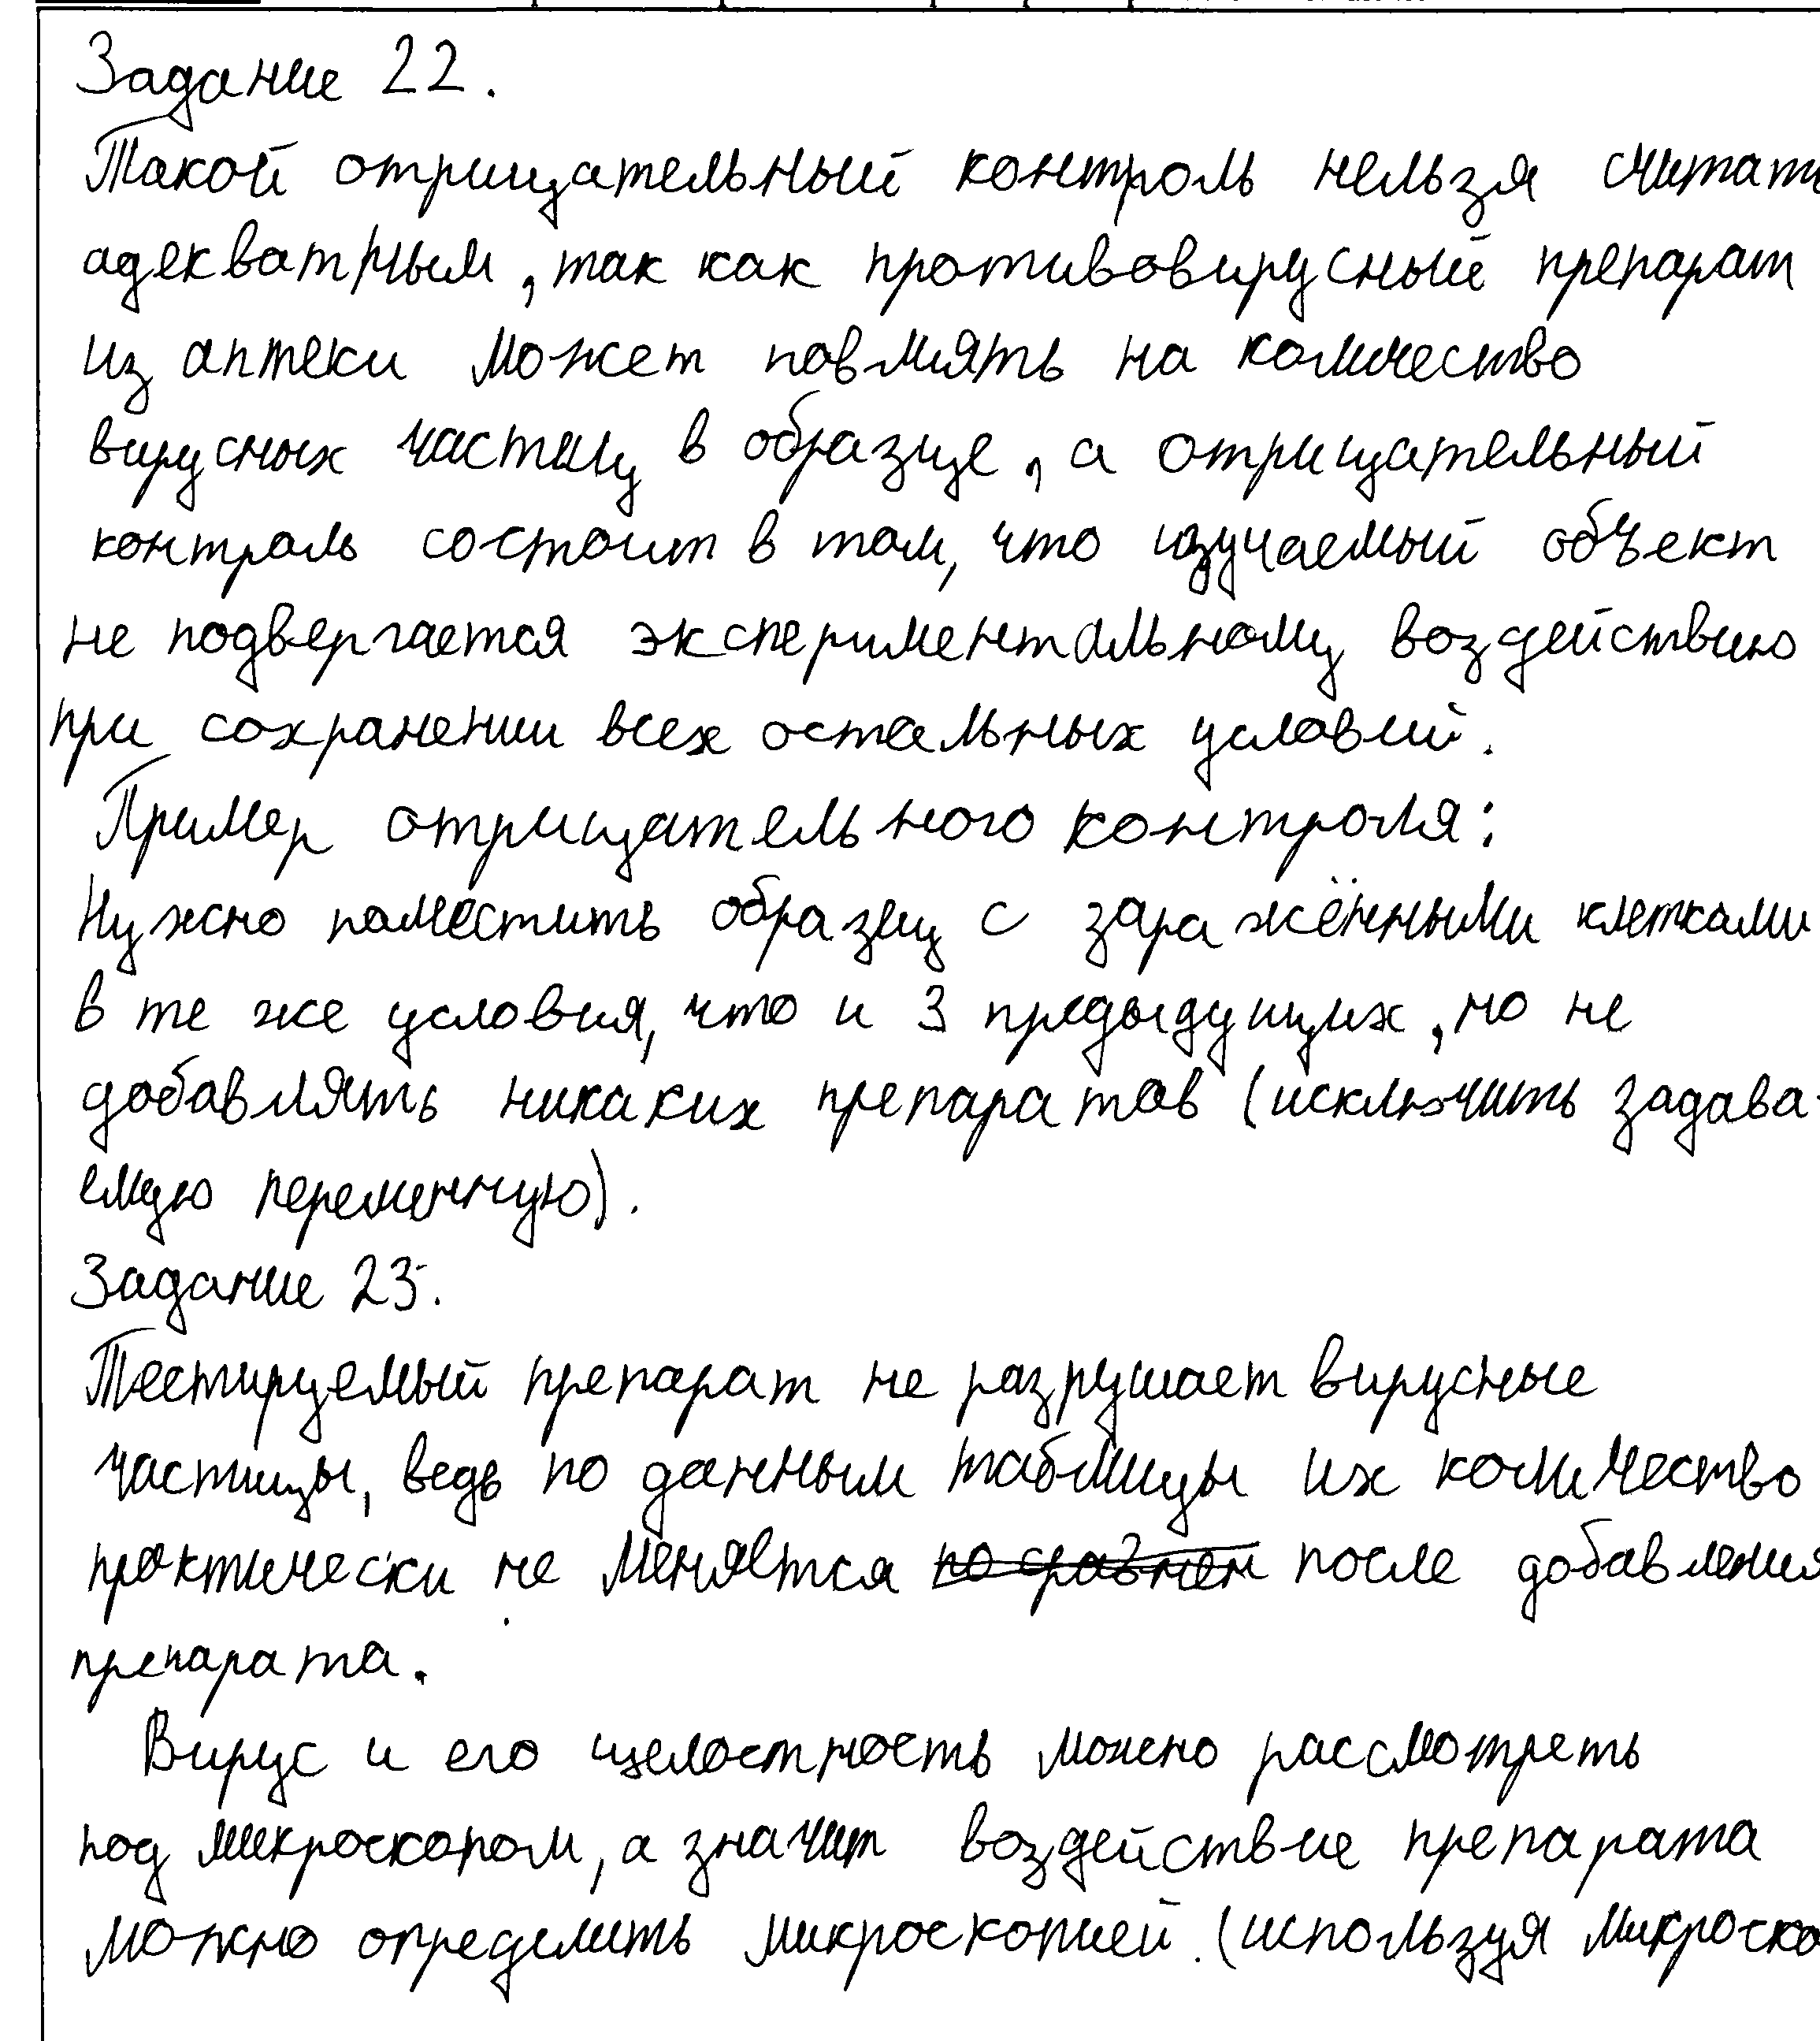 Задание 22.
Такой отрицательный контроль нельзя считать
адекватным, так как противовирусный препарат
из аптеки может повлиять на количество
вирусных частиц в образце, а отрицательный
контроль состоит в том, что изучаемый объект
не подвергается экспериментальному воздействию
при сохранении всех остальных условий.
Пример отрицательного контроля:
Нужно поместить образец с заражёнными клетками
в те же условия, что и 3 предыдущих, но не
добавлять никаких препаратов (исключить задава-
емую переменную).
Задание 23.
Тестируемый препарат не разрушает вирусные
частицы, ведь по данным таблицы их количество
практически не меняется по сравнен после добавления
препарата.
Вирус и его целостность можно рассмотреть
под микроскопом, а значит воздействие препарата
можно определить микроскопией. (используя микроско